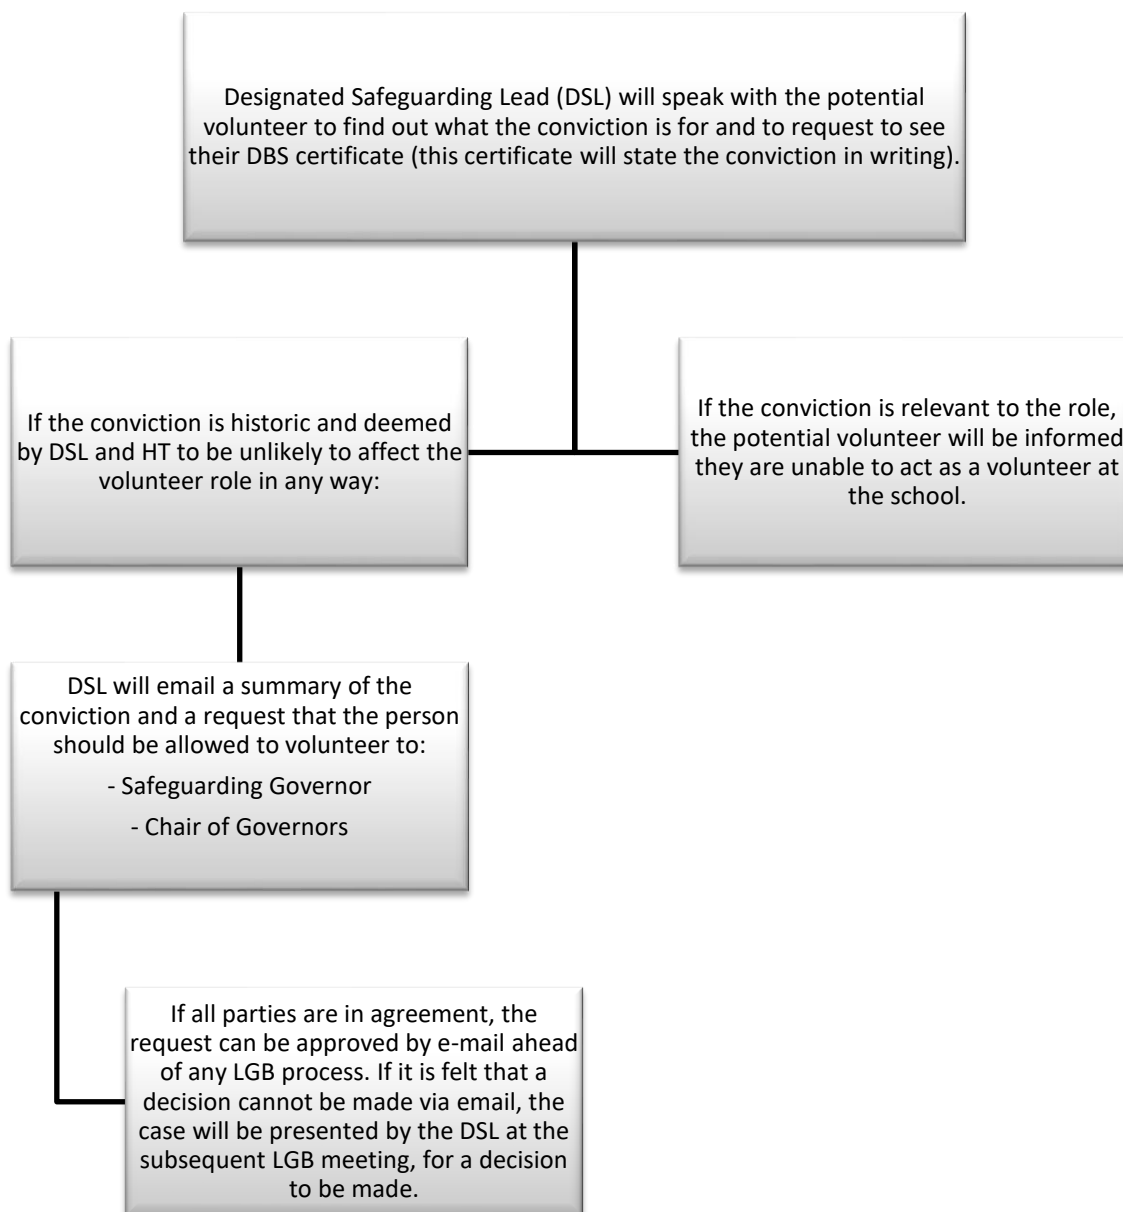 Designated Safeguarding Lead (DSL) will speak with the potential
volunteer to find out what the conviction is for and to request to see
their DBS certificate (this certificate will state the conviction in writing).
If the conviction is historic and deemed
by DSL and HT to be unlikely to affect the
volunteer role in any way:
If the conviction is relevant to the role,
the potential volunteer will be informed
they are unable to act as a volunteer at
the school.
DSL will email a summary of the
conviction and a request that the person
should be allowed to volunteer to:
- Safeguarding Governor
- Chair of Governors
If all parties are in agreement, the
request can be approved by e-mail ahead
of any LGB process. If it is felt that a
decision cannot be made via email, the
case will be presented by the DSL at the
subsequent LGB meeting, for a decision
to be made.